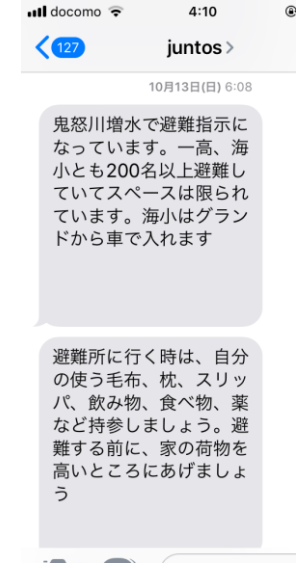 docomo 4:10
127 juntos >
10月13日(日) 6:08
鬼怒川増水で避難指示に
なっています。一高、海
小とも200名以上避難し
ていてスペースは限られ
ています。海小はグラン
ドから車で入れます
避難所に行く時は、自分
の使う毛布、枕、スリッ
パ、飲み物、食べ物、薬
など持参しましょう。避
難する前に、家の荷物を
高いところにあげましょ
う